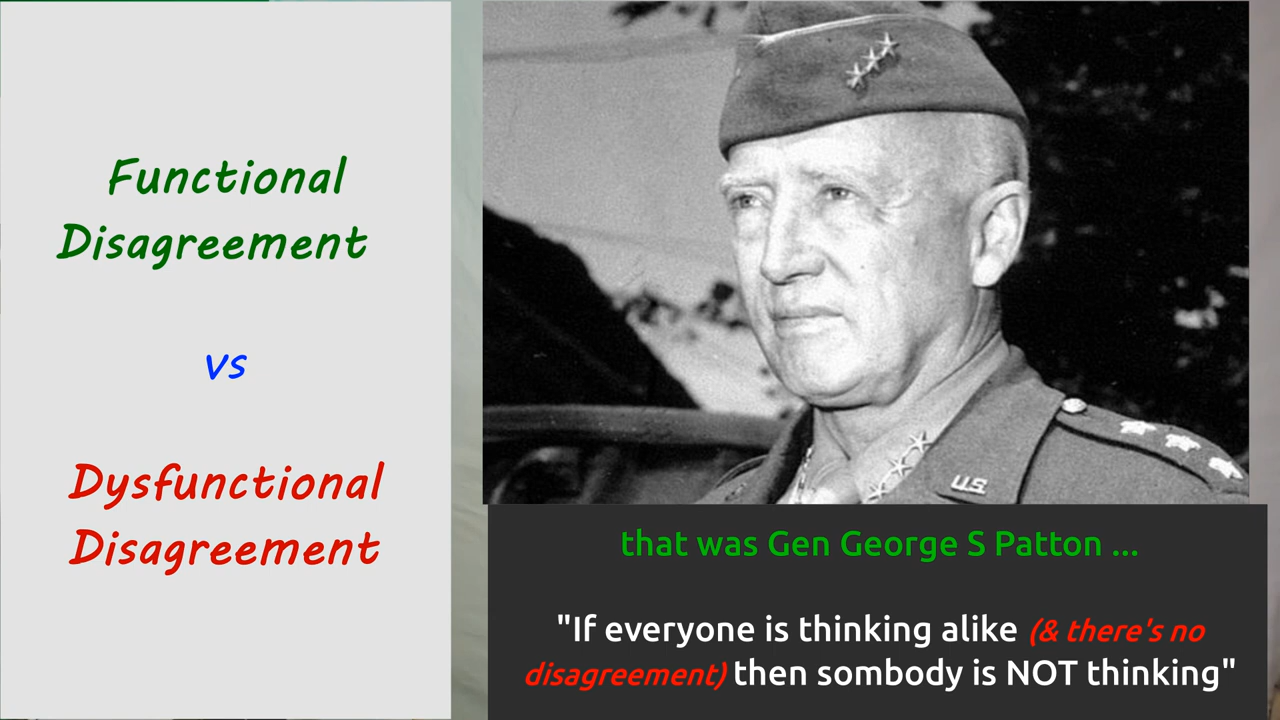 Functional
Disagreement
vs
Dysfunctional
Disagreement
U.S.
that was Gen George S Patton ...
"If everyone is thinking alike (& there's no
disagreement) then sombody is NOT thinking"